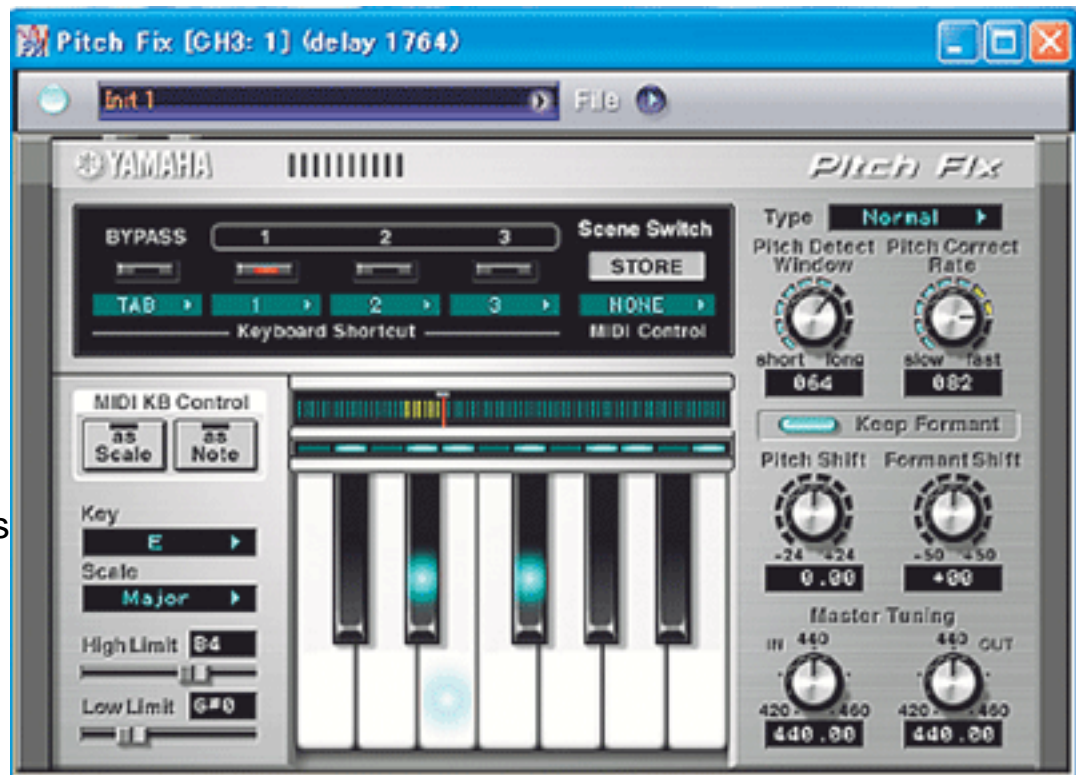 Pitch Fix [CH3: 1] (delay 1764)
Init 1
File
YAMAHA
Pitch Fix
BYPASS 1 2 3 Scene Switch
STORE
TAB 1 2 3 NONE
Keyboard Shortcut MIDI Control
Type Normal
Pitch Detect Window Pitch Correct Rate
short long slow fast
064 082
Keep Formant
Pitch Shift Formant Shift
-24 +24 -50 +50
0.00 +00
Master Tuning
IN 440 440 OUT
420 460 420 460
440.00 440.00
MIDI KB Control
as Scale as Note
Key
E
Scale
Major
High Limit B4
Low Limit G#0
s